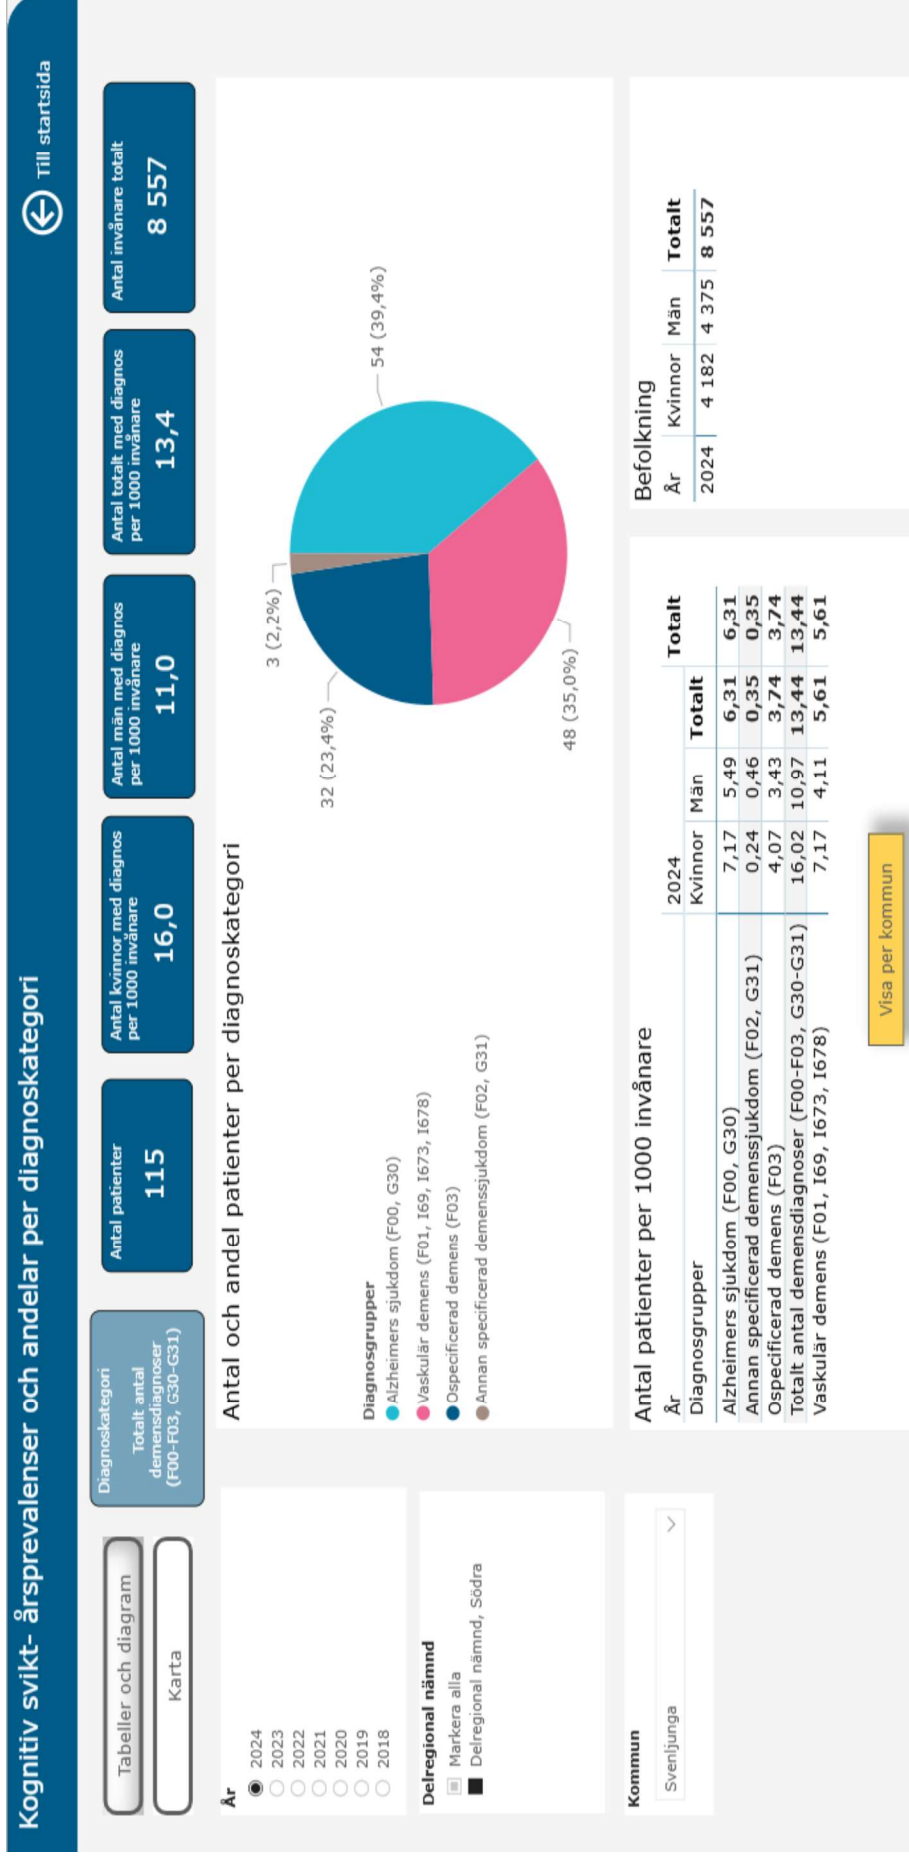 Kognitiv svikt- årsprevalenser och andelar per diagnoskategori
Till startsida
Tabeller och diagram
Karta
Diagnoskategori
Totalt antal
demensdiagnoser
(F00-F03, G30-G31)
Antal patienter
115
Antal kvinnor med diagnos
per 1000 invånare
16,0
Antal män med diagnos
per 1000 invånare
11,0
Antal totalt med diagnos
per 1000 invånare
13,4
Antal invånare totalt
8 557
År
2024
2023
2022
2021
2020
2019
2018
Delregional nämnd
Markera alla
Delregional nämnd, Södra
Kommun
Svenljunga
Antal och andel patienter per diagnoskategori
Diagnosgrupper
Alzheimers sjukdom (F00, G30)
Vaskulär demens (F01, I69, I673, I678)
Ospecificerad demens (F03)
Annan specificerad demenssjukdom (F02, G31)
3 (2,2%)
32 (23,4%)
54 (39,4%)
48 (35,0%)
Antal patienter per 1000 invånare
År 2024 Totalt
Diagnosgrupper Kvinnor Män Totalt
Alzheimers sjukdom (F00, G30) 7,17 5,49 6,31 6,31
Annan specificerad demenssjukdom (F02, G31) 0,24 0,46 0,35 0,35
Ospecificerad demens (F03) 4,07 3,43 3,74 3,74
Totalt antal demensdiagnoser (F00-F03, G30-G31) 16,02 10,97 13,44 13,44
Vaskulär demens (F01, I69, I673, I678) 7,17 4,11 5,61 5,61
Befolkning
År Kvinnor Män Totalt
2024 4 182 4 375 8 557
Visa per kommun